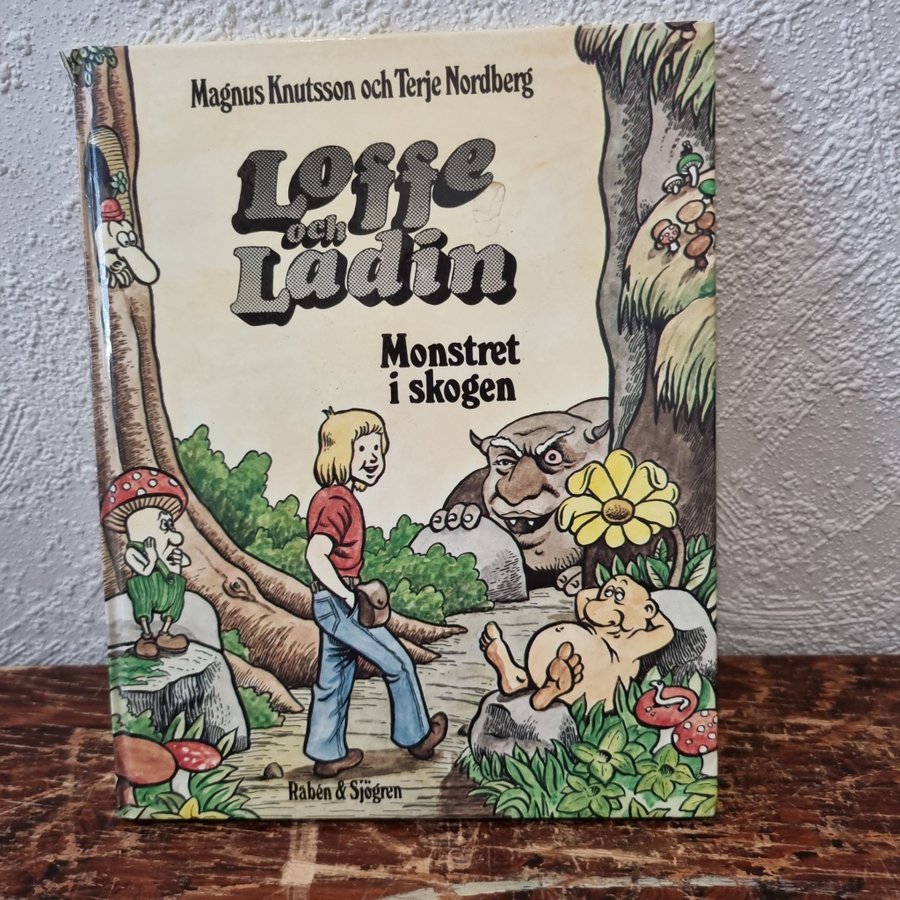 Magnus Knutsson och Terje Nordberg
Loffe
och
Ladin
Monstret
i skogen
Rabén & Sjögren